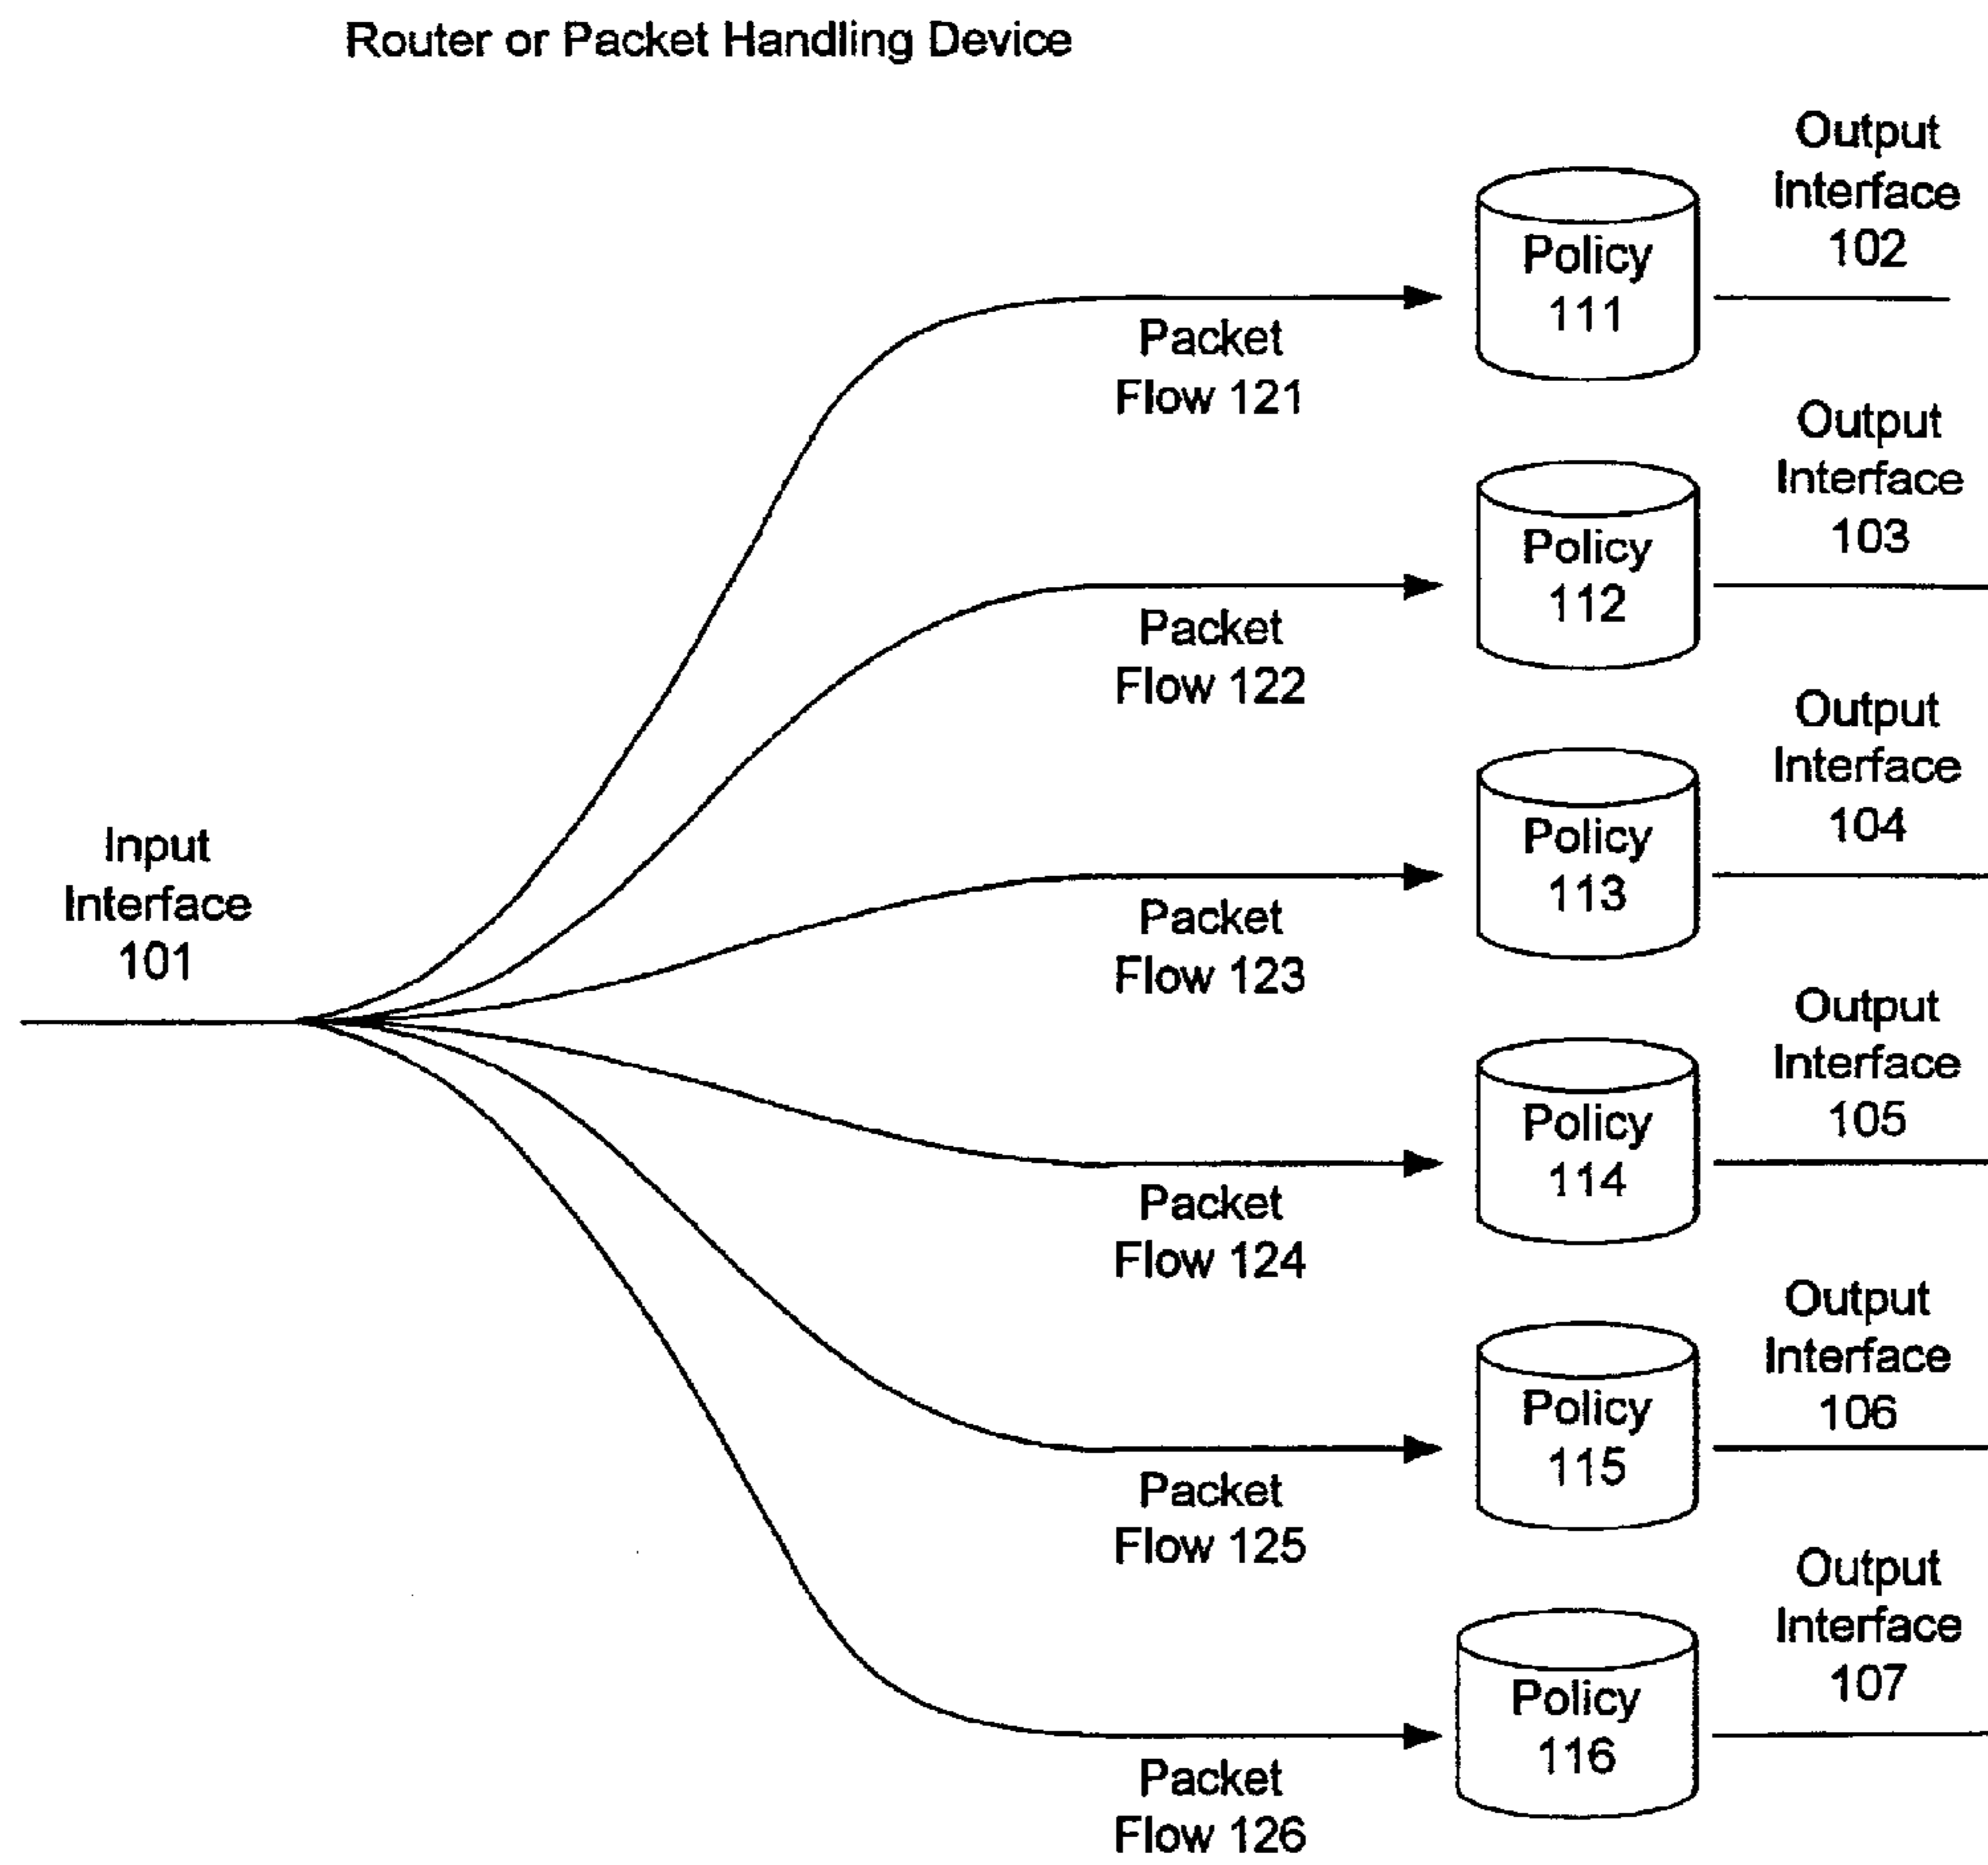 Router or Packet Handling Device
Output
Interface
102
Policy
111
Packet
Flow 121
Output
Interface
103
Policy
112
Packet
Flow 122
Output
Interface
104
Policy
113
Packet
Flow 123
Input
Interface
101
Output
Interface
105
Policy
114
Packet
Flow 124
Output
Interface
106
Policy
115
Packet
Flow 125
Output
Interface
107
Policy
116
Packet
Flow 126